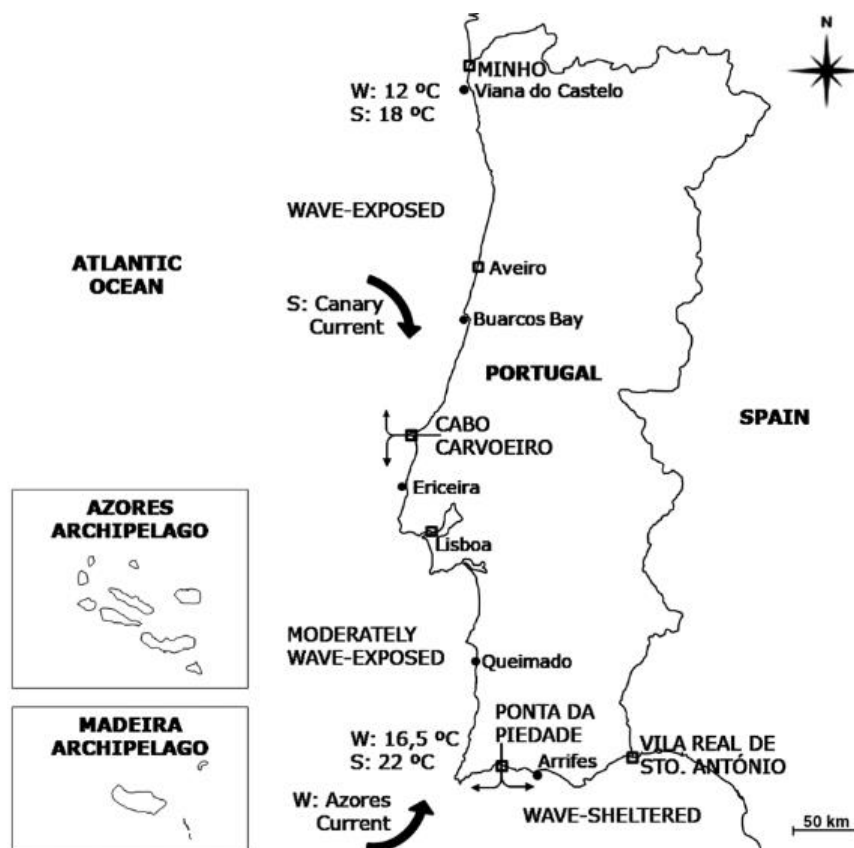 N
MINHO
W: 12 ºC
Viana do Castelo
S: 18 ºC
WAVE-EXPOSED
ATLANTIC
OCEAN
Aveiro
S: Canary
Current
Buarcos Bay
PORTUGAL
SPAIN
CABO
CARVOEIRO
Ericeira
AZORES
ARCHIPELAGO
Lisboa
MODERATELY
WAVE-EXPOSED
Queimado
MADEIRA
ARCHIPELAGO
PONTA DA
PIEDADE
W: 16,5 ºC
S: 22 ºC
Arrifes
VILA REAL DE
STO. ANTÓNIO
W: Azores
Current
WAVE-SHELTERED
50 km